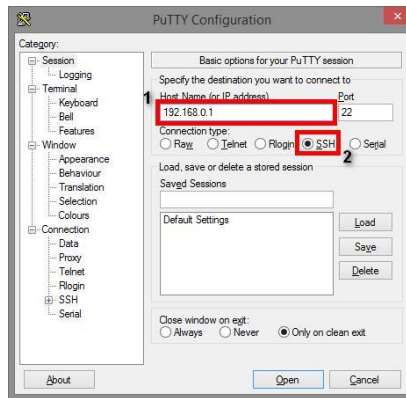 PuTTY Configuration
Category:
Session
Logging
Terminal
Keyboard
Bell
Features
Window
Appearance
Behaviour
Translation
Selection
Colours
Connection
Data
Proxy
Telnet
Rlogin
SSH
Serial
Basic options for your PuTTY session
Specify the destination you want to connect to
Host Name (or IP address) Port
1
192.168.0.1 22
Connection type:
Raw Telnet Rlogin SSH Serial
2
Load, save or delete a stored session
Saved Sessions
Default Settings
Load
Save
Delete
Close window on exit:
Always Never Only on clean exit
About Open Cancel